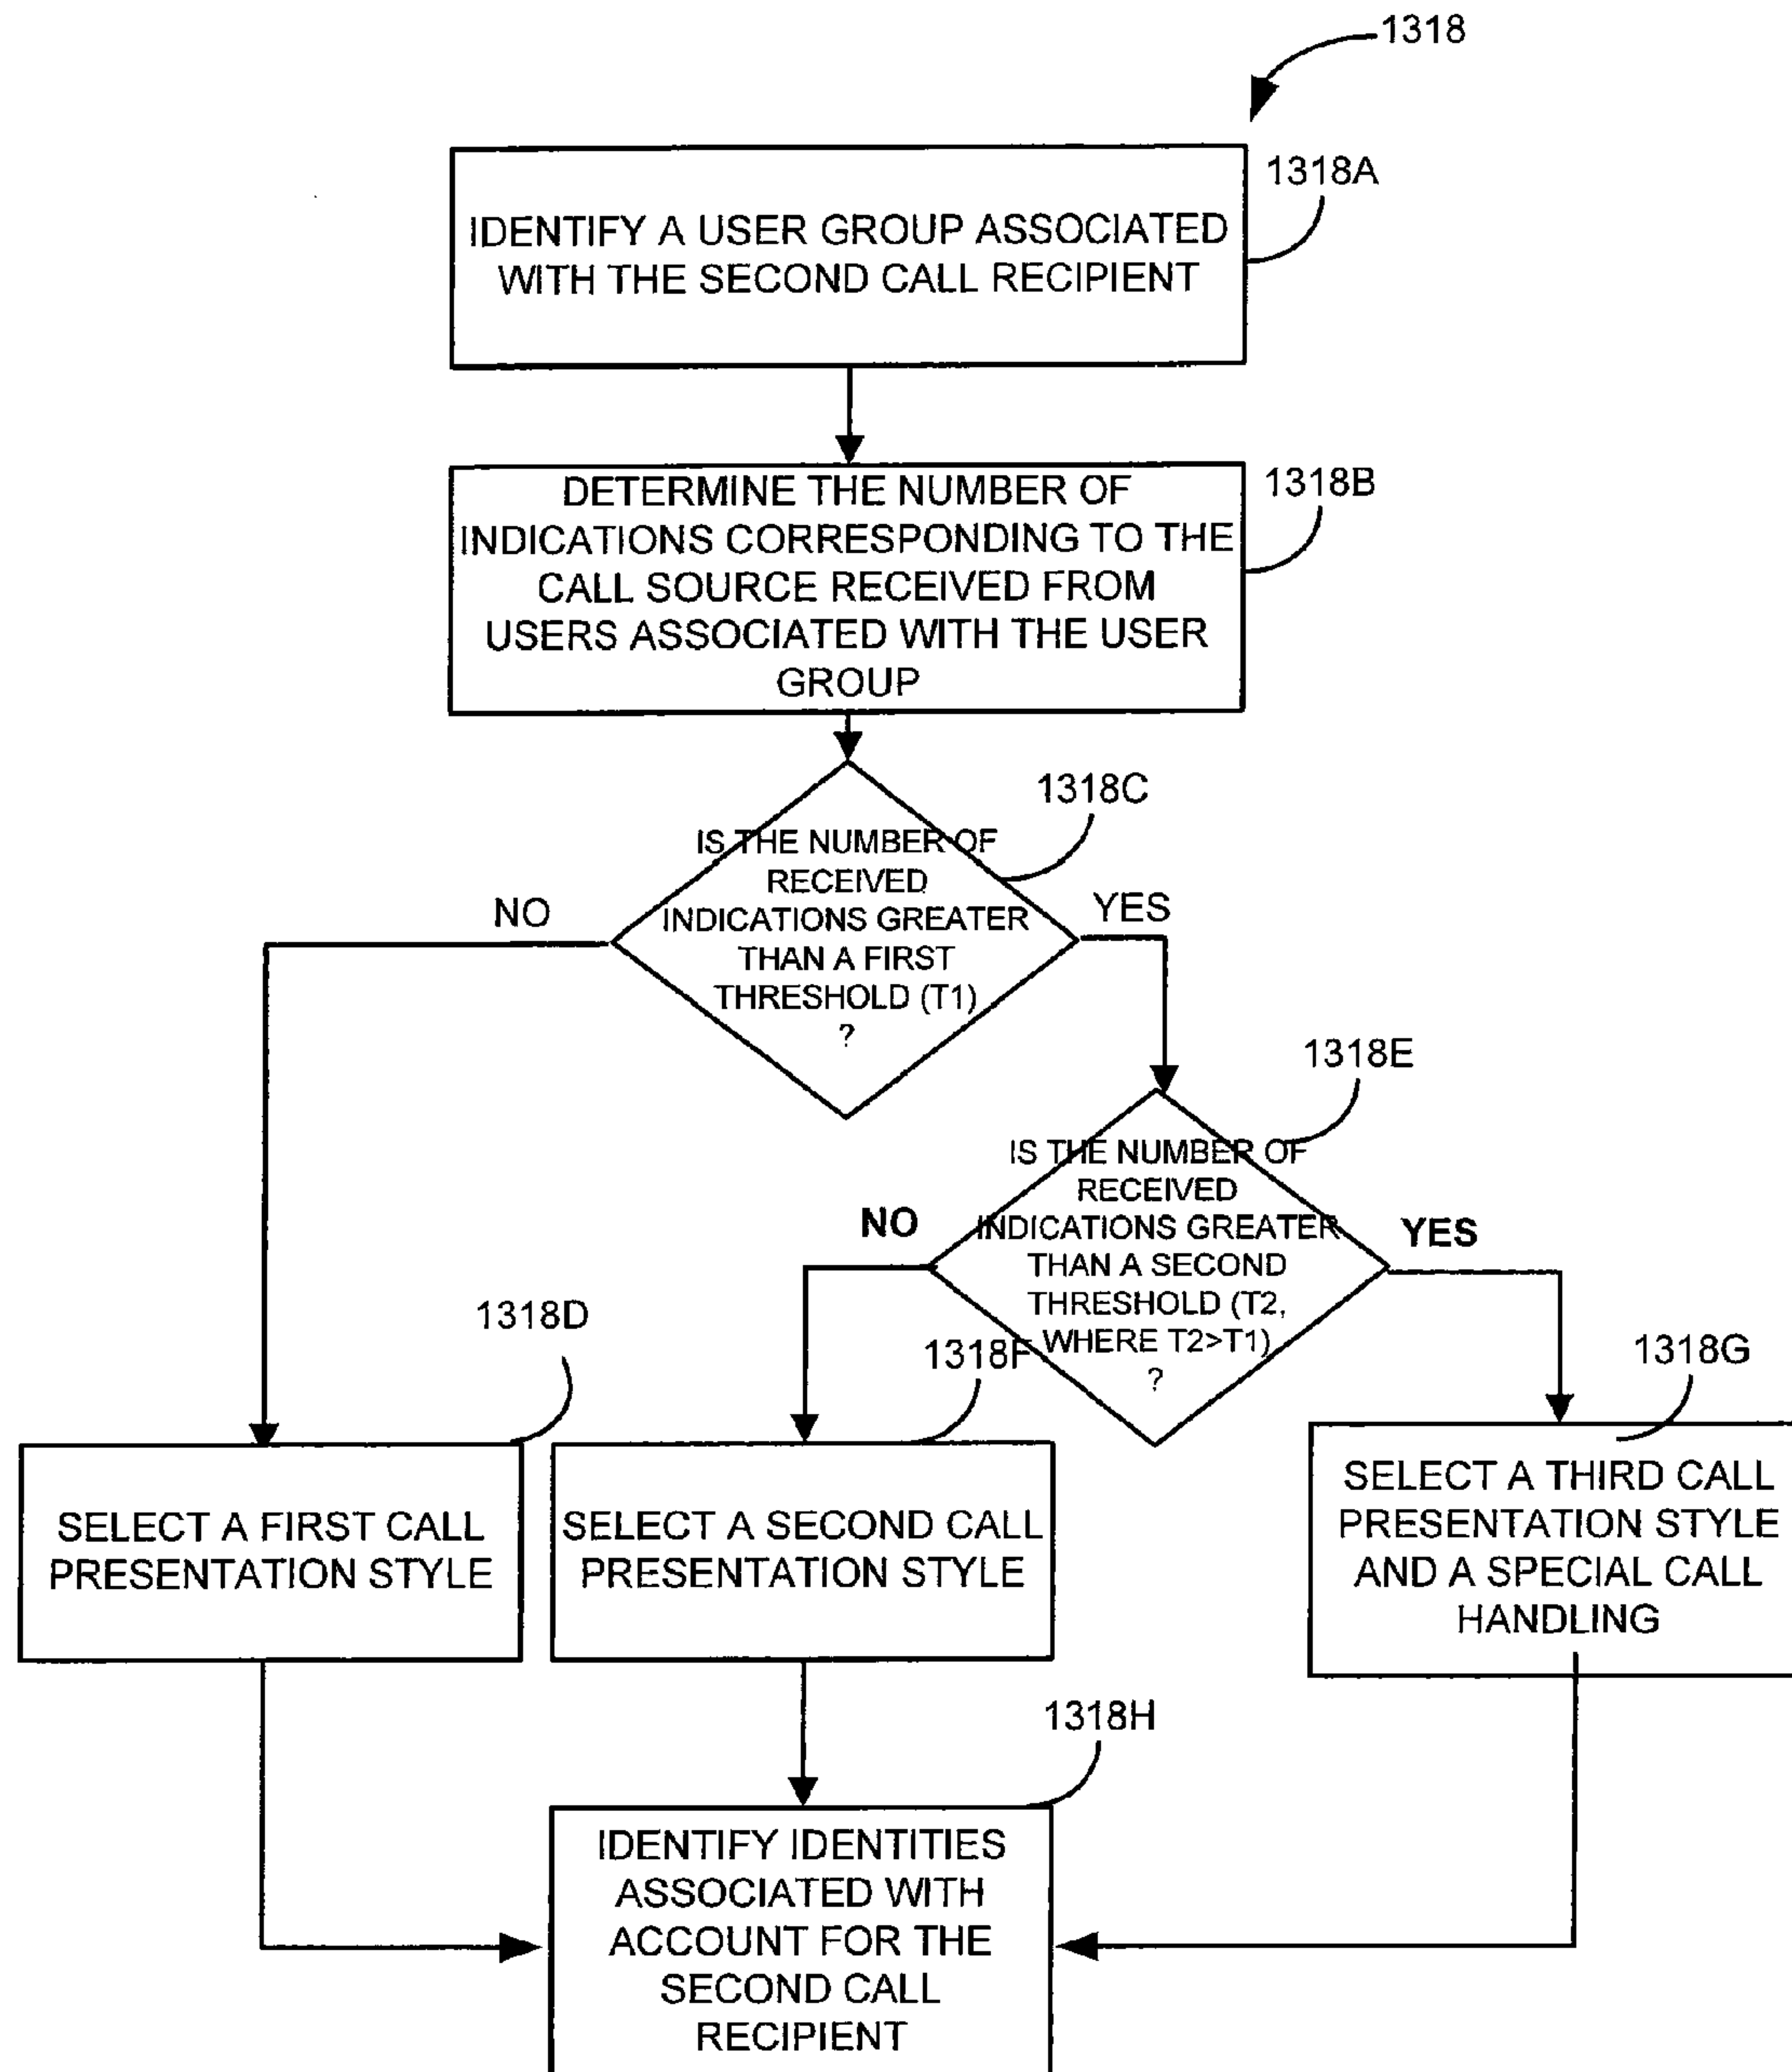 1318
1318A
IDENTIFY A USER GROUP ASSOCIATED
WITH THE SECOND CALL RECIPIENT
1318B
DETERMINE THE NUMBER OF
INDICATIONS CORRESPONDING TO THE
CALL SOURCE RECEIVED FROM
USERS ASSOCIATED WITH THE USER
GROUP
1318C
IS THE NUMBER OF
RECEIVED
INDICATIONS GREATER
THAN A FIRST
THRESHOLD (T1)
?
NO
YES
1318E
IS THE NUMBER OF
RECEIVED
INDICATIONS GREATER
THAN A SECOND
THRESHOLD (T2,
WHERE T2>T1)
?
NO
YES
1318D
1318F
1318G
SELECT A FIRST CALL
PRESENTATION STYLE
SELECT A SECOND CALL
PRESENTATION STYLE
SELECT A THIRD CALL
PRESENTATION STYLE
AND A SPECIAL CALL
HANDLING
1318H
IDENTIFY IDENTITIES
ASSOCIATED WITH
ACCOUNT FOR THE
SECOND CALL
RECIPIENT